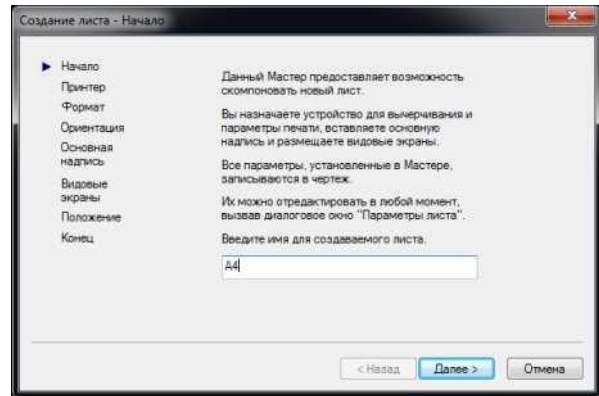 Создание листа - Начало
Начало
Принтер
Формат
Ориентация
Основная
надпись
Видовые
экраны
Положение
Конец
Данный Мастер предоставляет возможность
скомпоновать новый лист.
Вы назначаете устройство для вычерчивания и
параметры печати, вставляете основную
надпись и размещаете видовые экраны.
Все параметры, установленные в Мастере,
записываются в чертеж.
Их можно отредактировать в любой момент,
вызвав диалоговое окно "Параметры листа".
Введите имя для создаваемого листа.
А4
< Назад
Далее >
Отмена